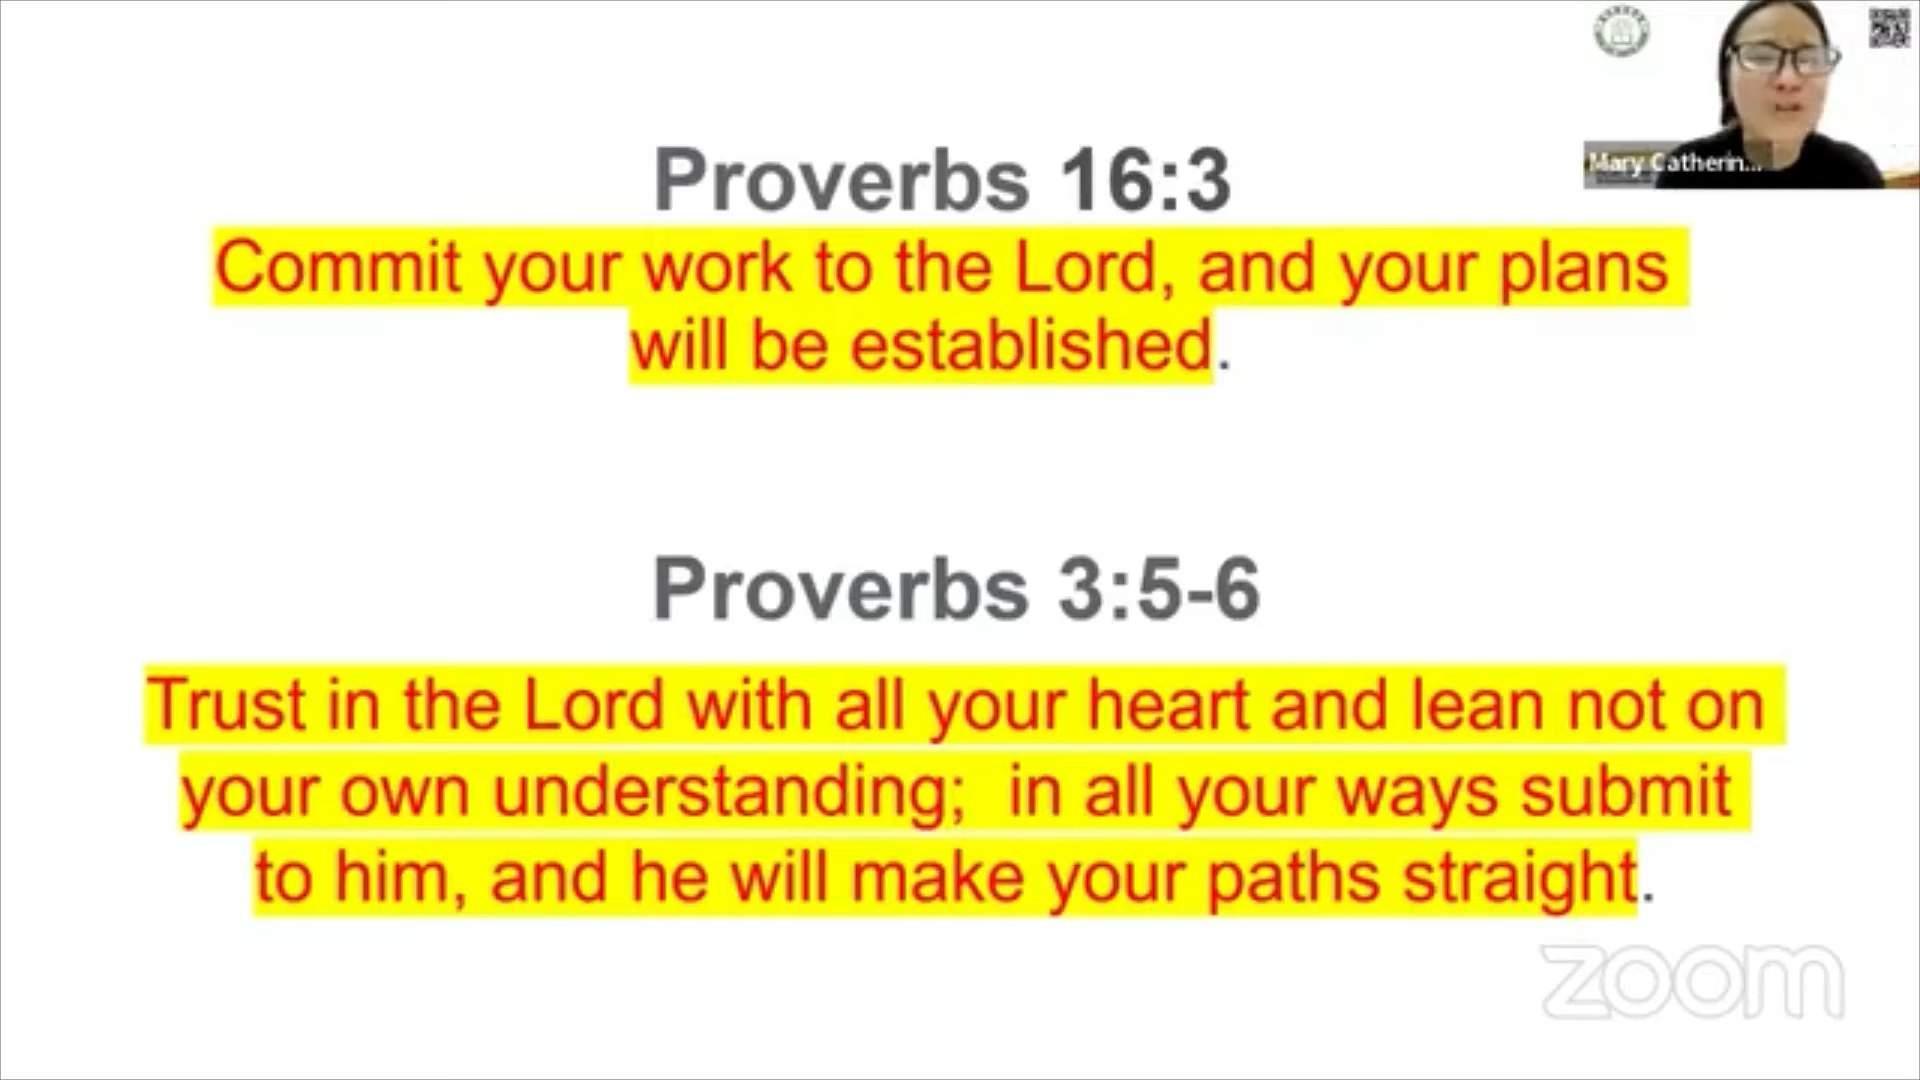 Mary Catherin...
Proverbs 16:3
Commit your work to the Lord, and your plans
will be established.
Proverbs 3:5-6
Trust in the Lord with all your heart and lean not on
your own understanding;  in all your ways submit
to him, and he will make your paths straight.
zoom